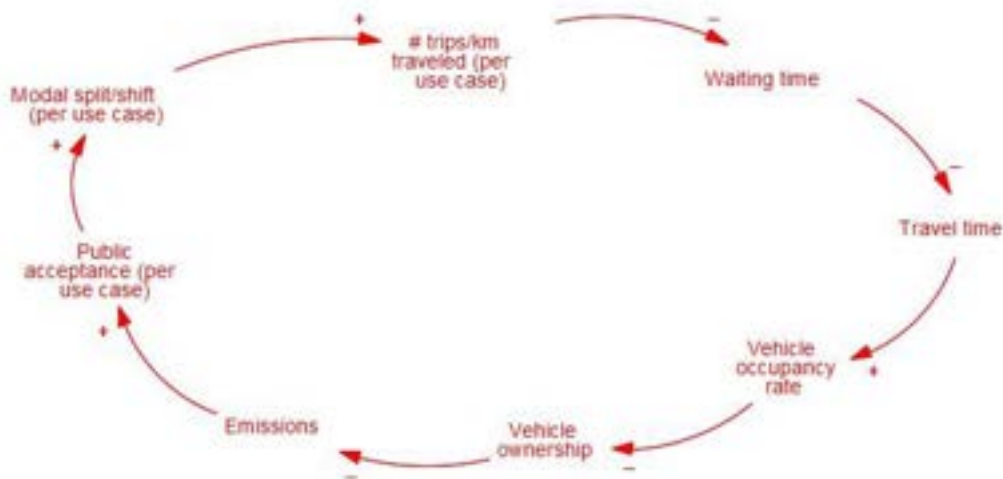 +
# trips/km
traveled (per
use case)
–
Waiting time
–
Travel time
+
Vehicle
occupancy
rate
–
Vehicle
ownership
–
Emissions
+
Public
acceptance (per
use case)
+
Modal split/shift
(per use case)